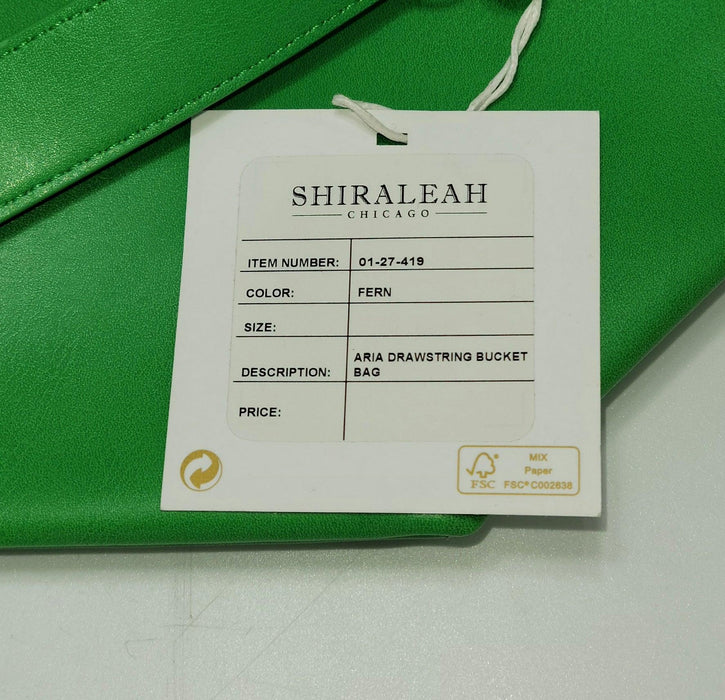 SHIRALEAH
CHICAGO
ITEM NUMBER: 01-27-419
COLOR: FERN
SIZE:
DESCRIPTION: ARIA DRAWSTRING BUCKET
BAG
PRICE:
MIX
Paper
FSC FSC® C002638